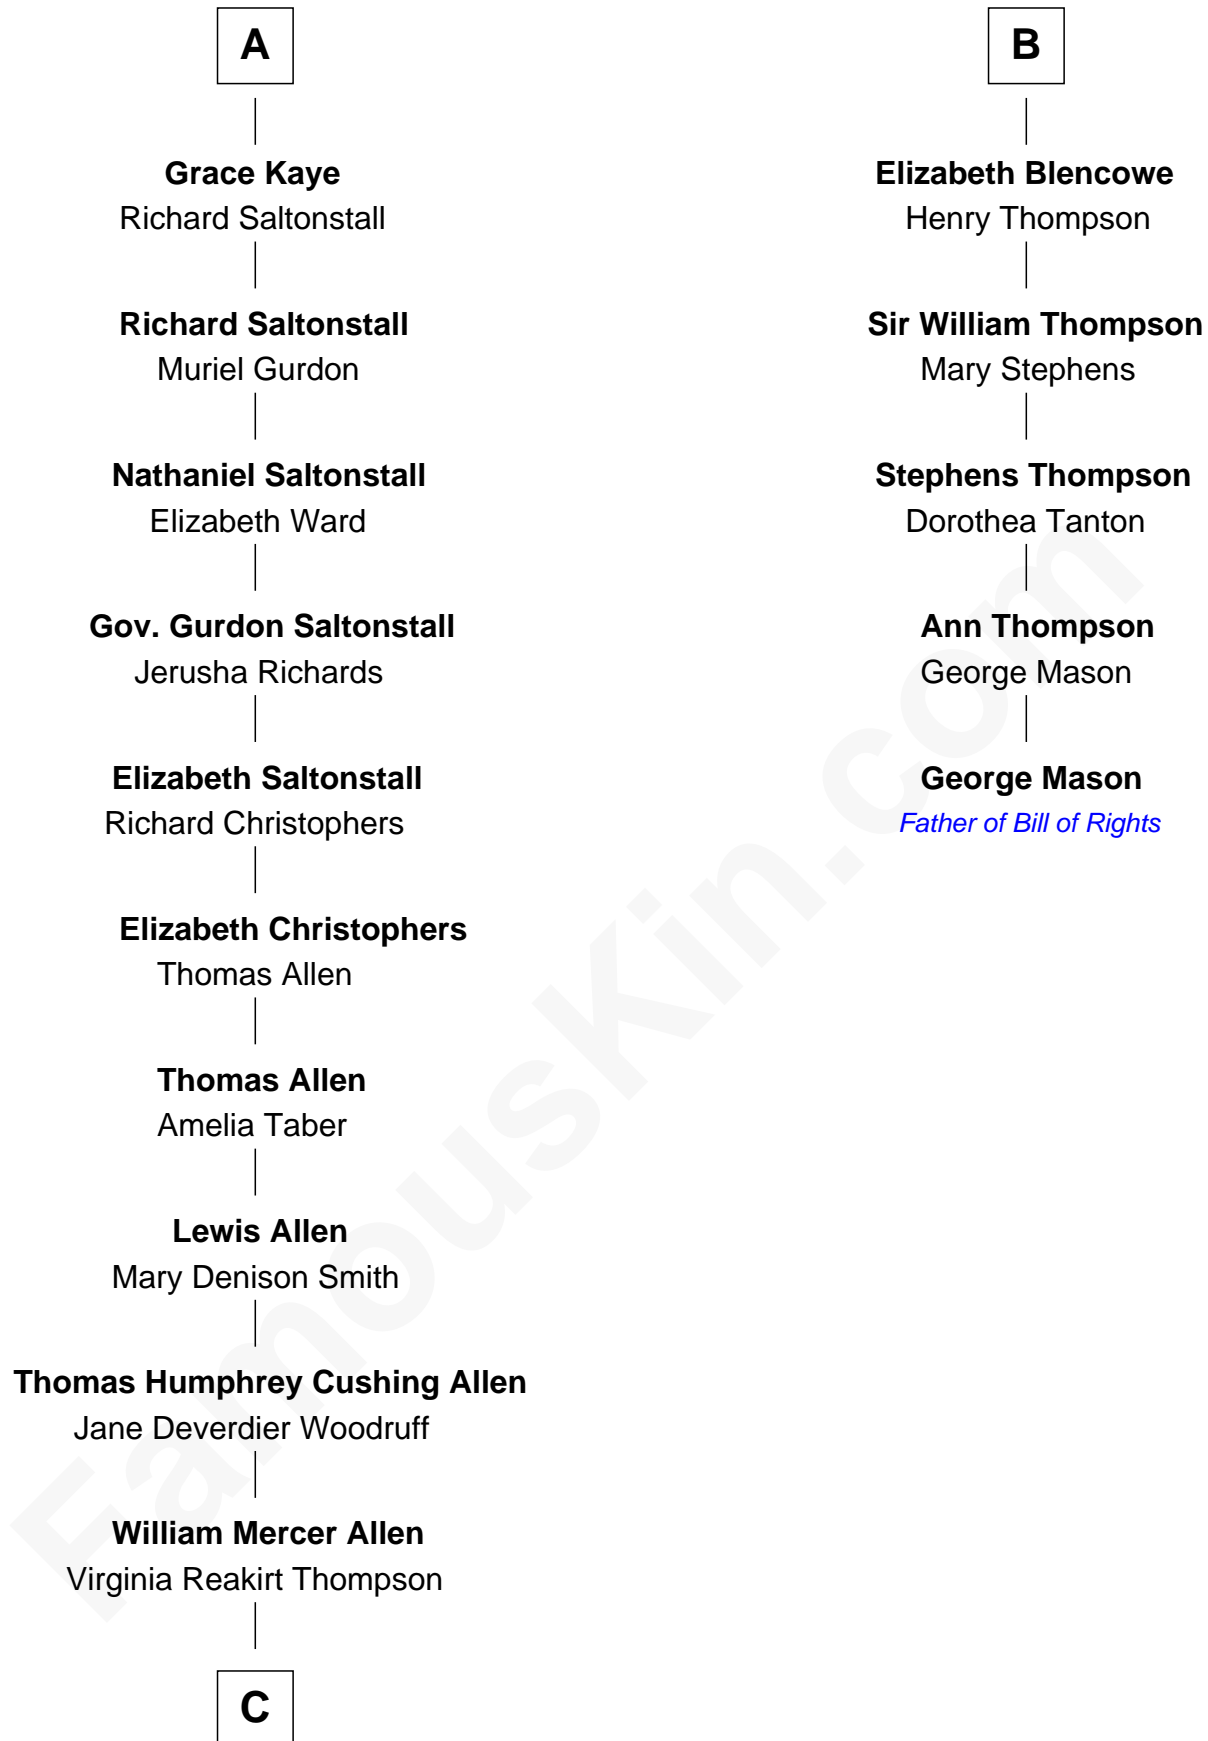 A
Grace Kaye
Richard Saltonstall
Richard Saltonstall
Muriel Gurdon
Nathaniel Saltonstall
Elizabeth Ward
Gov. Gurdon Saltonstall
Jerusha Richards
Elizabeth Saltonstall
Richard Christophers
Elizabeth Christophers
Thomas Allen
Thomas Allen
Amelia Taber
Lewis Allen
Mary Denison Smith
Thomas Humphrey Cushing Allen
Jane Deverdier Woodruff
William Mercer Allen
Virginia Reakirt Thompson
C
B
Elizabeth Blencowe
Henry Thompson
Sir William Thompson
Mary Stephens
Stephens Thompson
Dorothea Tanton
Ann Thompson
George Mason
George Mason
Father of Bill of Rights
FamousKin.com